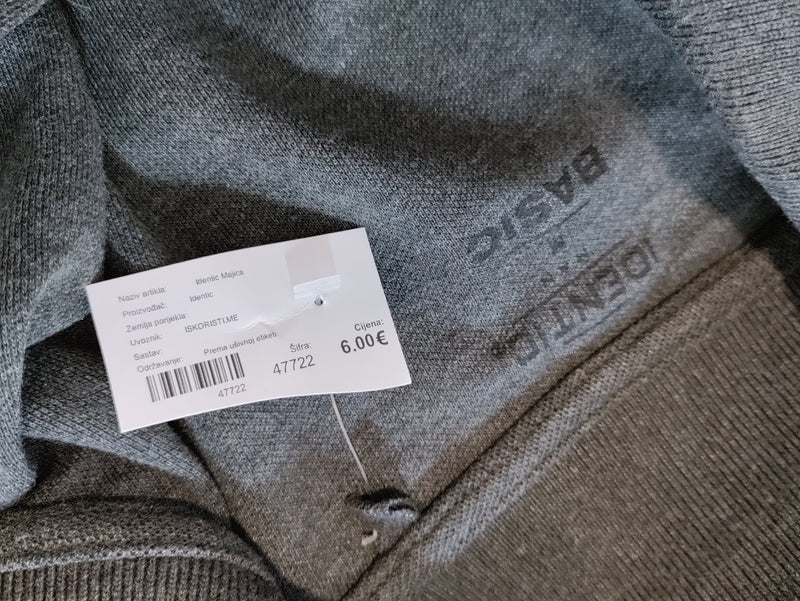 Naziv artikla: Identic Majica
Proizvođač: Identic
Zemlja porijekla:
Uvoznik: ISKORISTI.ME
Sastav:
Održavanje: Prema ušivnoj etiketi
47722
Šifra:
47722
Cijena:
6.00€
IDENTIC
BASIC